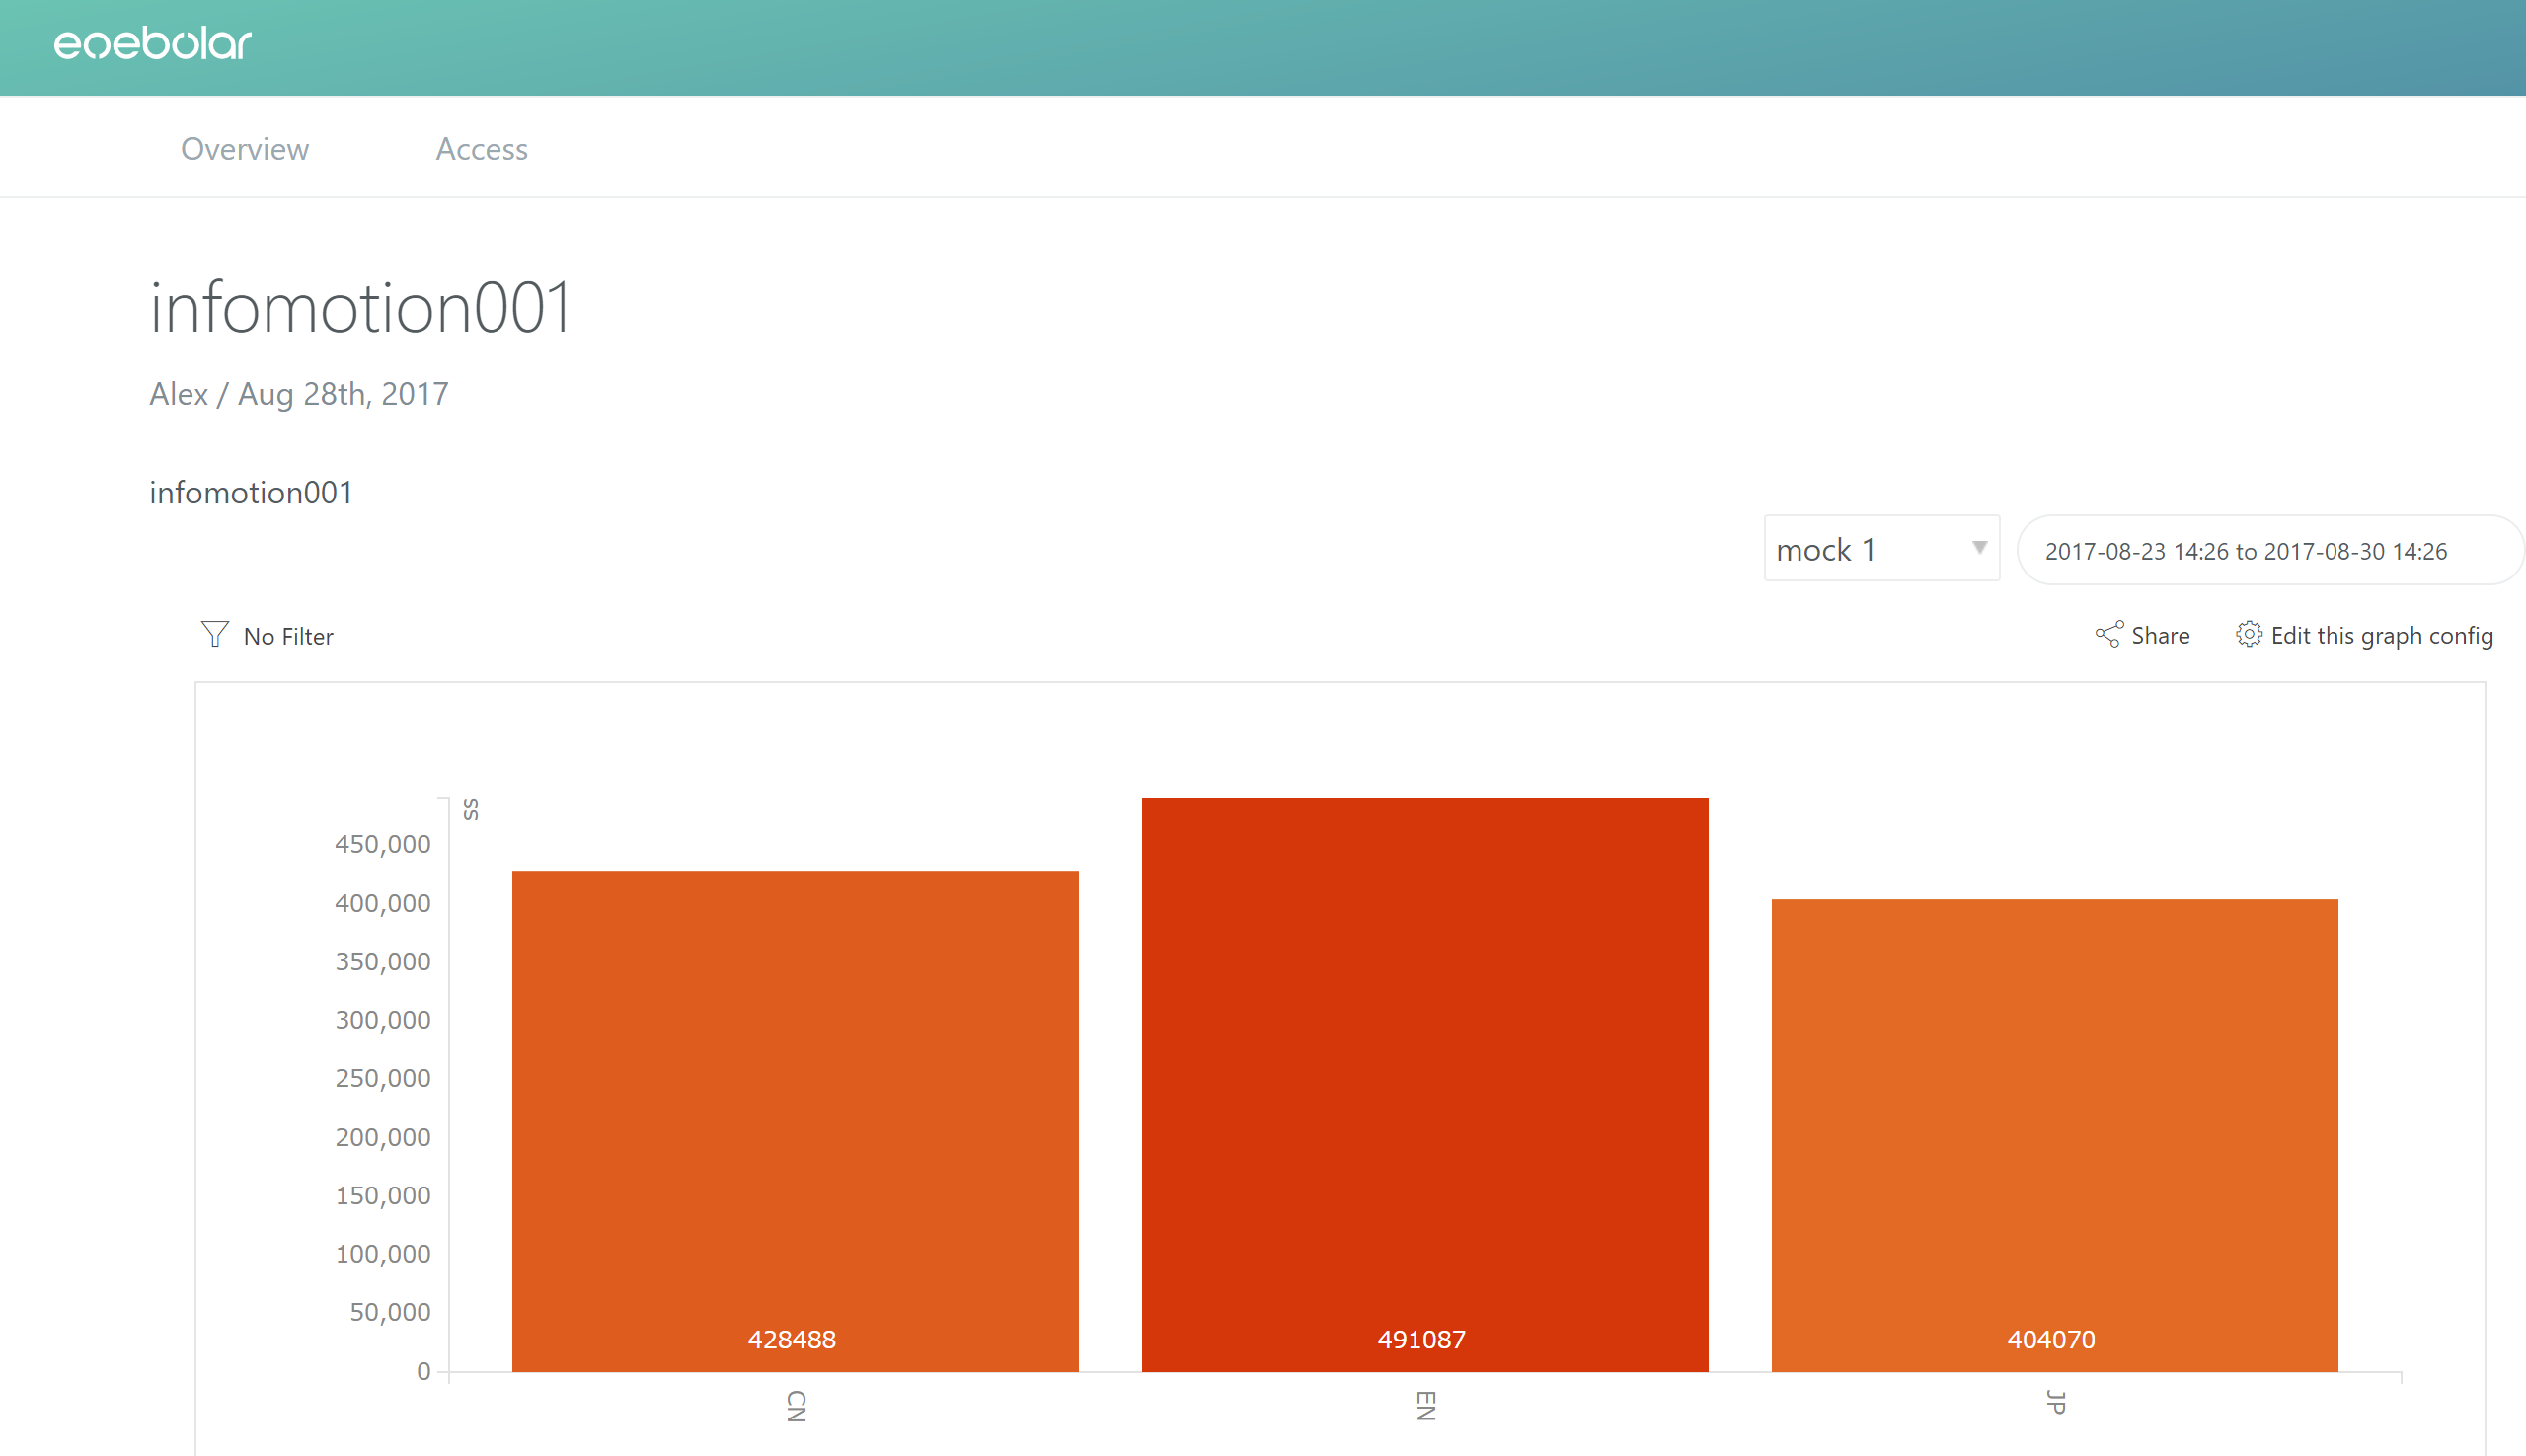 enebular
Overview Access
infomotion001
Alex / Aug 28th, 2017
infomotion001
mock 1 2017-08-23 14:26 to 2017-08-30 14:26
No Filter Share Edit this graph config
ss
450,000
400,000
350,000
300,000
250,000
200,000
150,000
100,000
50,000
0
428488 491087 404070
CN EN JP